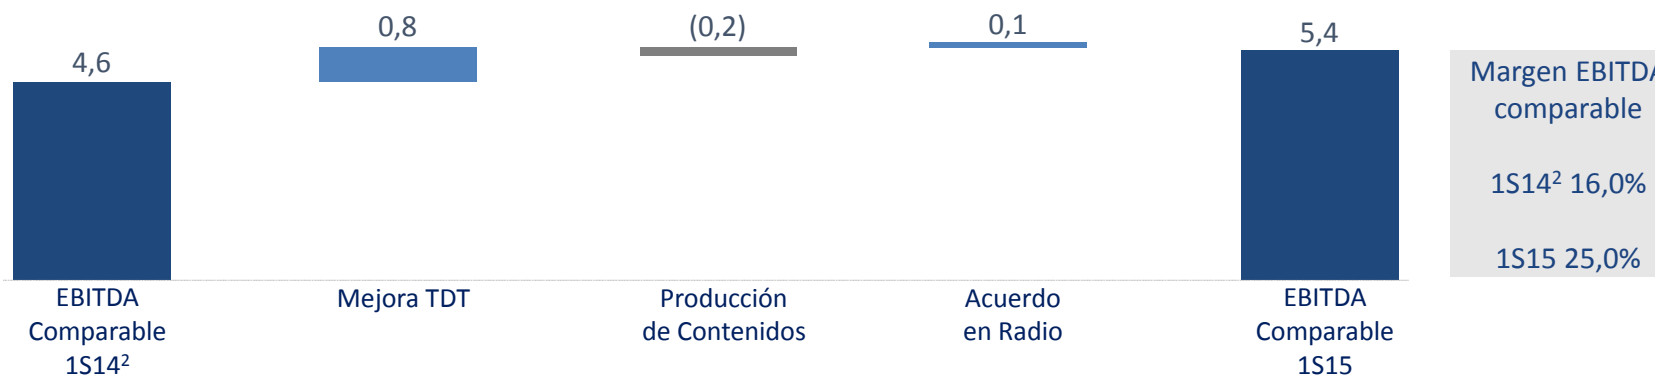 4,6
0,8
(0,2)
0,1
5,4
EBITDA
Comparable
1S14²
Mejora TDT
Producción
de Contenidos
Acuerdo
en Radio
EBITDA
Comparable
1S15
Margen EBITDA
comparable
1S14² 16,0%
1S15 25,0%